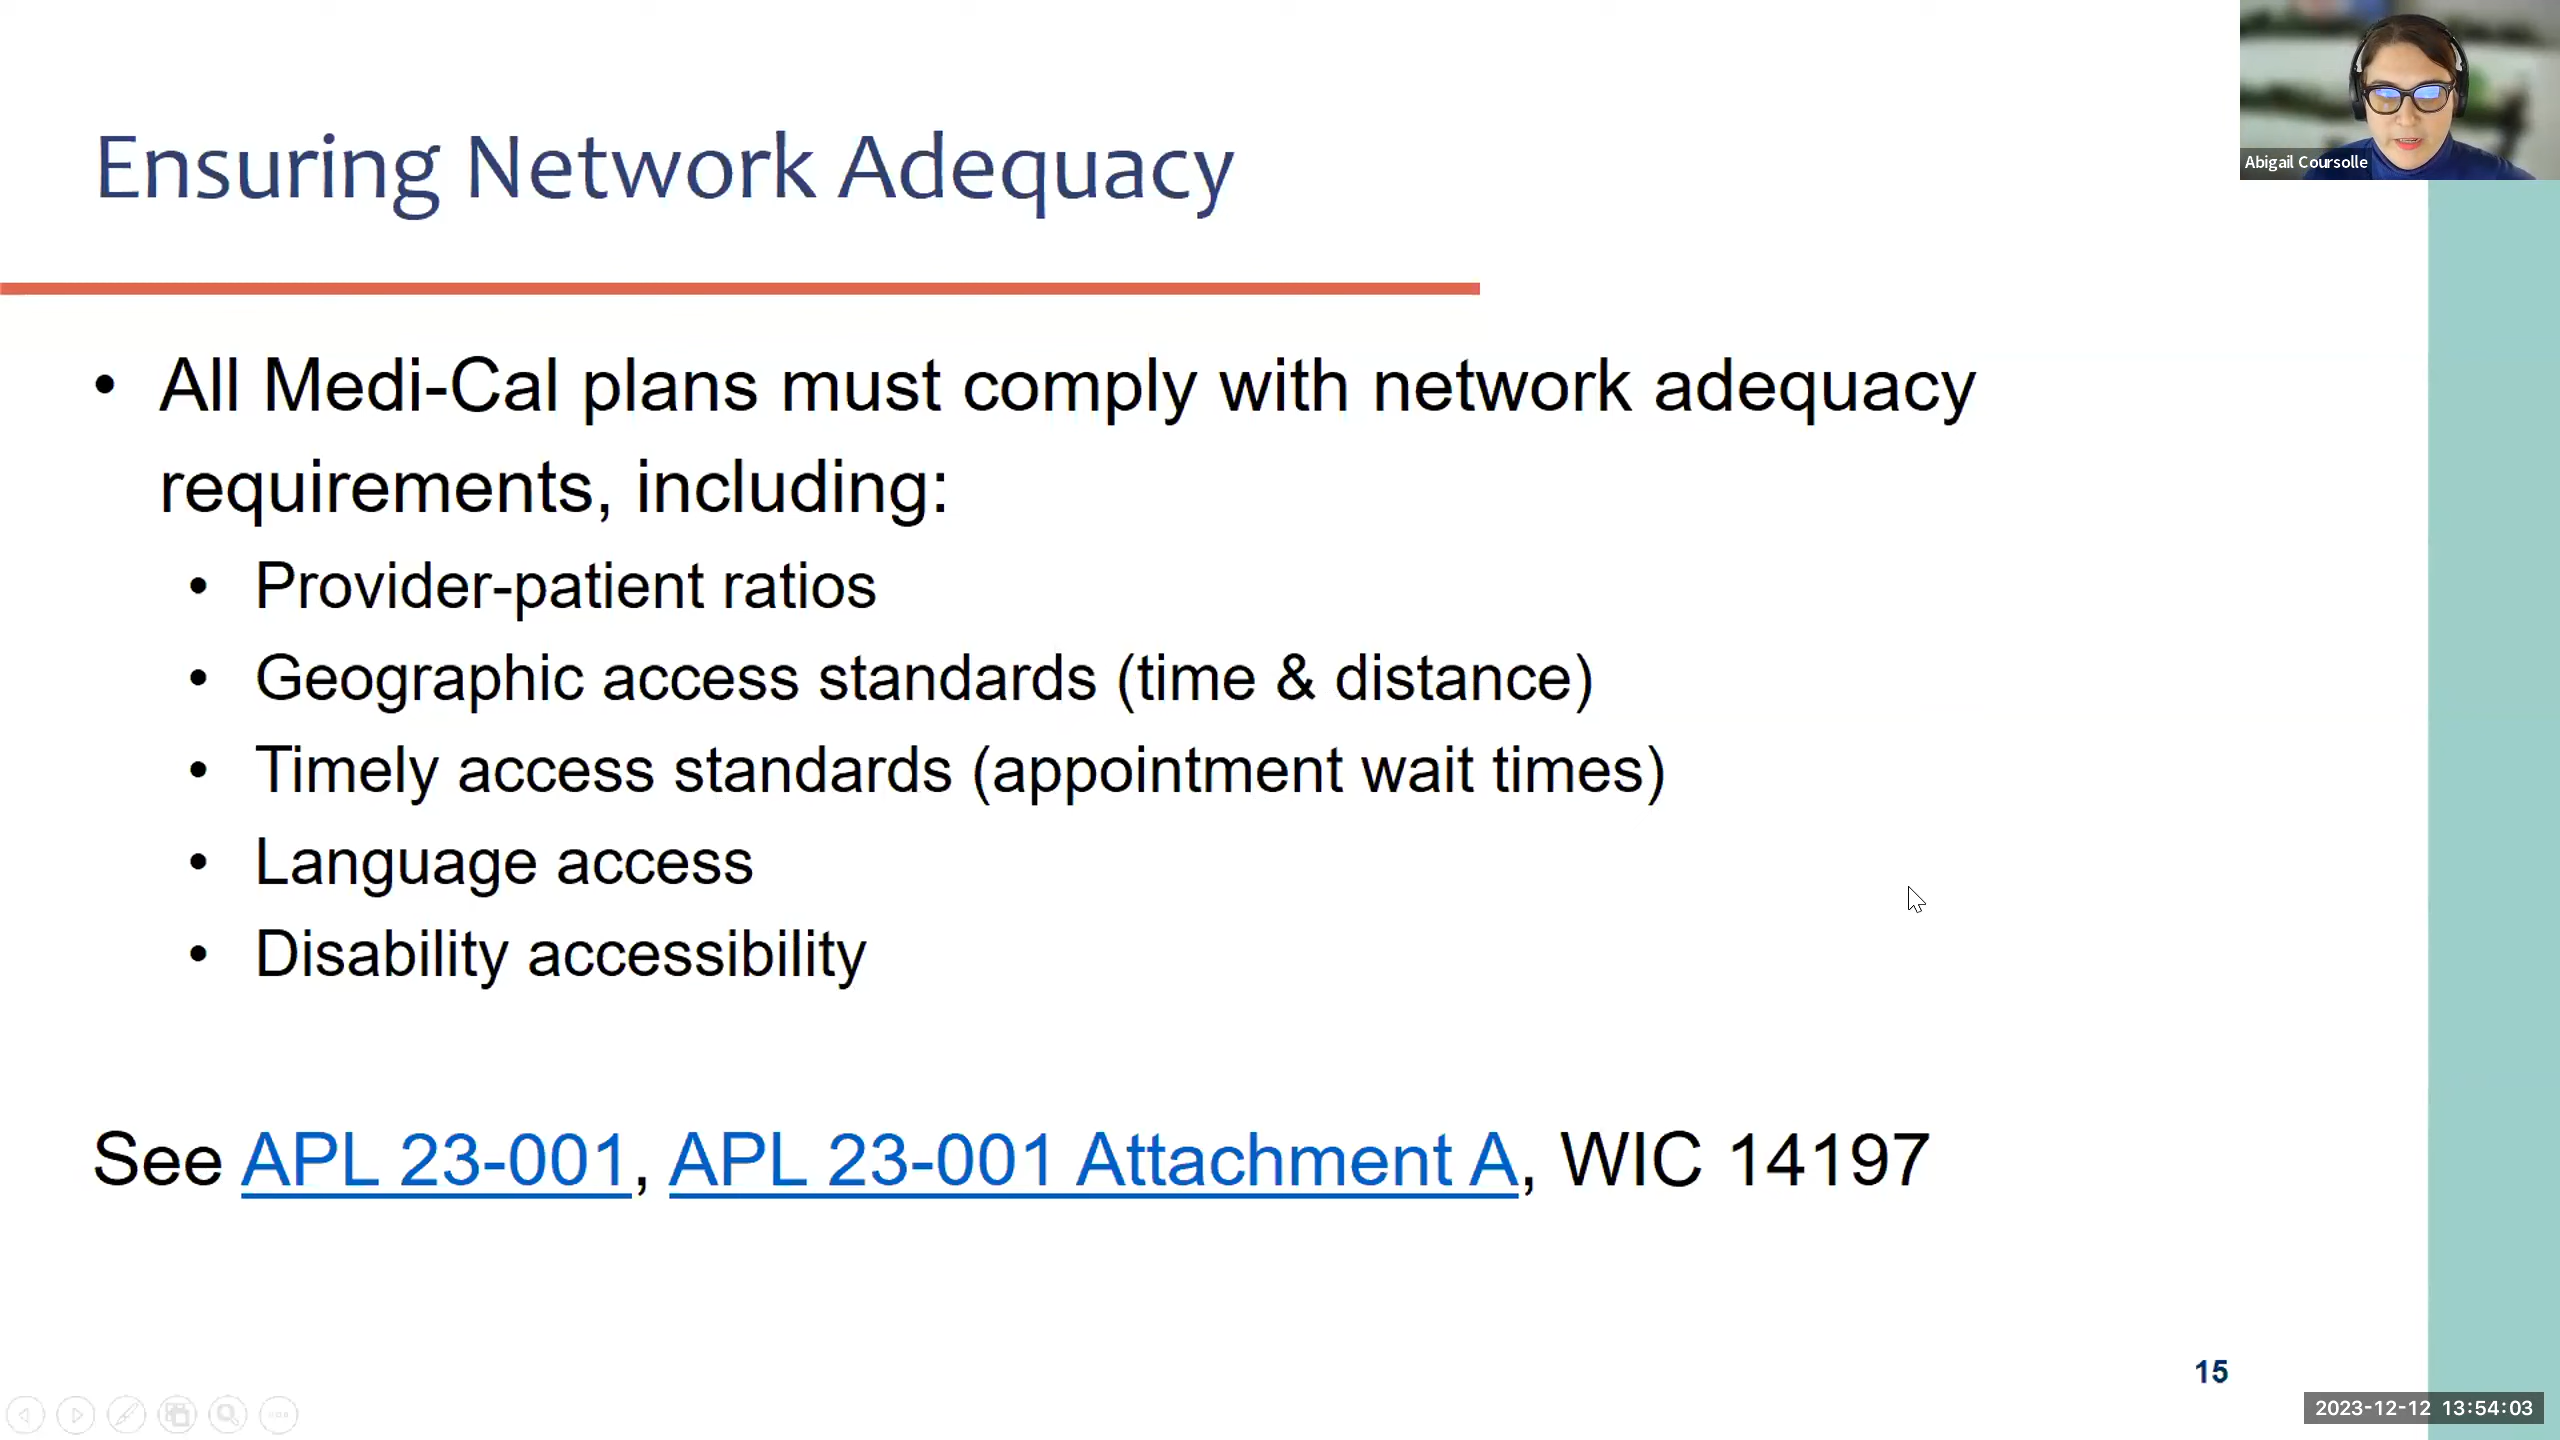 Ensuring Network Adequacy
Abigail Coursolle
• All Medi-Cal plans must comply with network adequacy
requirements, including:
• Provider-patient ratios
• Geographic access standards (time & distance)
• Timely access standards (appointment wait times)
• Language access
• Disability accessibility
See APL 23-001, APL 23-001 Attachment A, WIC 14197
15
2023-12-12 13:54:03